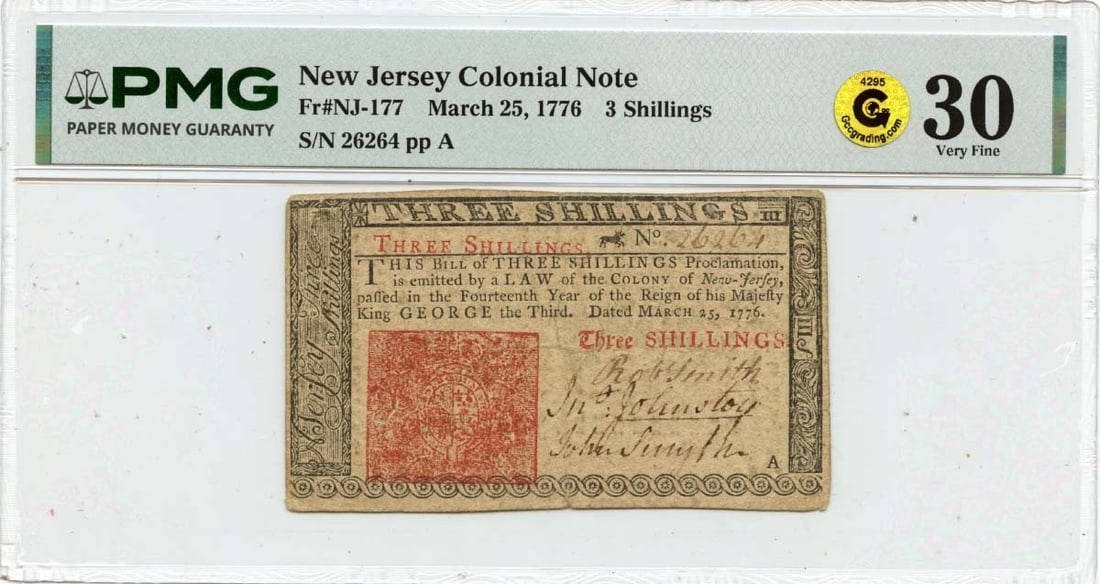 PMG
PAPER MONEY GUARANTY
New Jersey Colonial Note
Fr#NJ-177 March 25, 1776 3 Shillings
S/N 26264 pp A
4295
Gccgrading.com
30
Very Fine
THREE SHILLINGS III
THREE SHILLINGS. No. 26264
THIS BILL of THREE SHILLINGS Proclamation,
is emitted by a LAW of the COLONY of New-Jerſey,
paſſed in the Fourteenth Year of the Reign of his Majeſty
King GEORGE the Third. Dated MARCH 25, 1776.
Three SHILLINGS
Robt Smith
Jno. Johnston
John Smyth
A
N. Jerſey Three
Shillings
III S